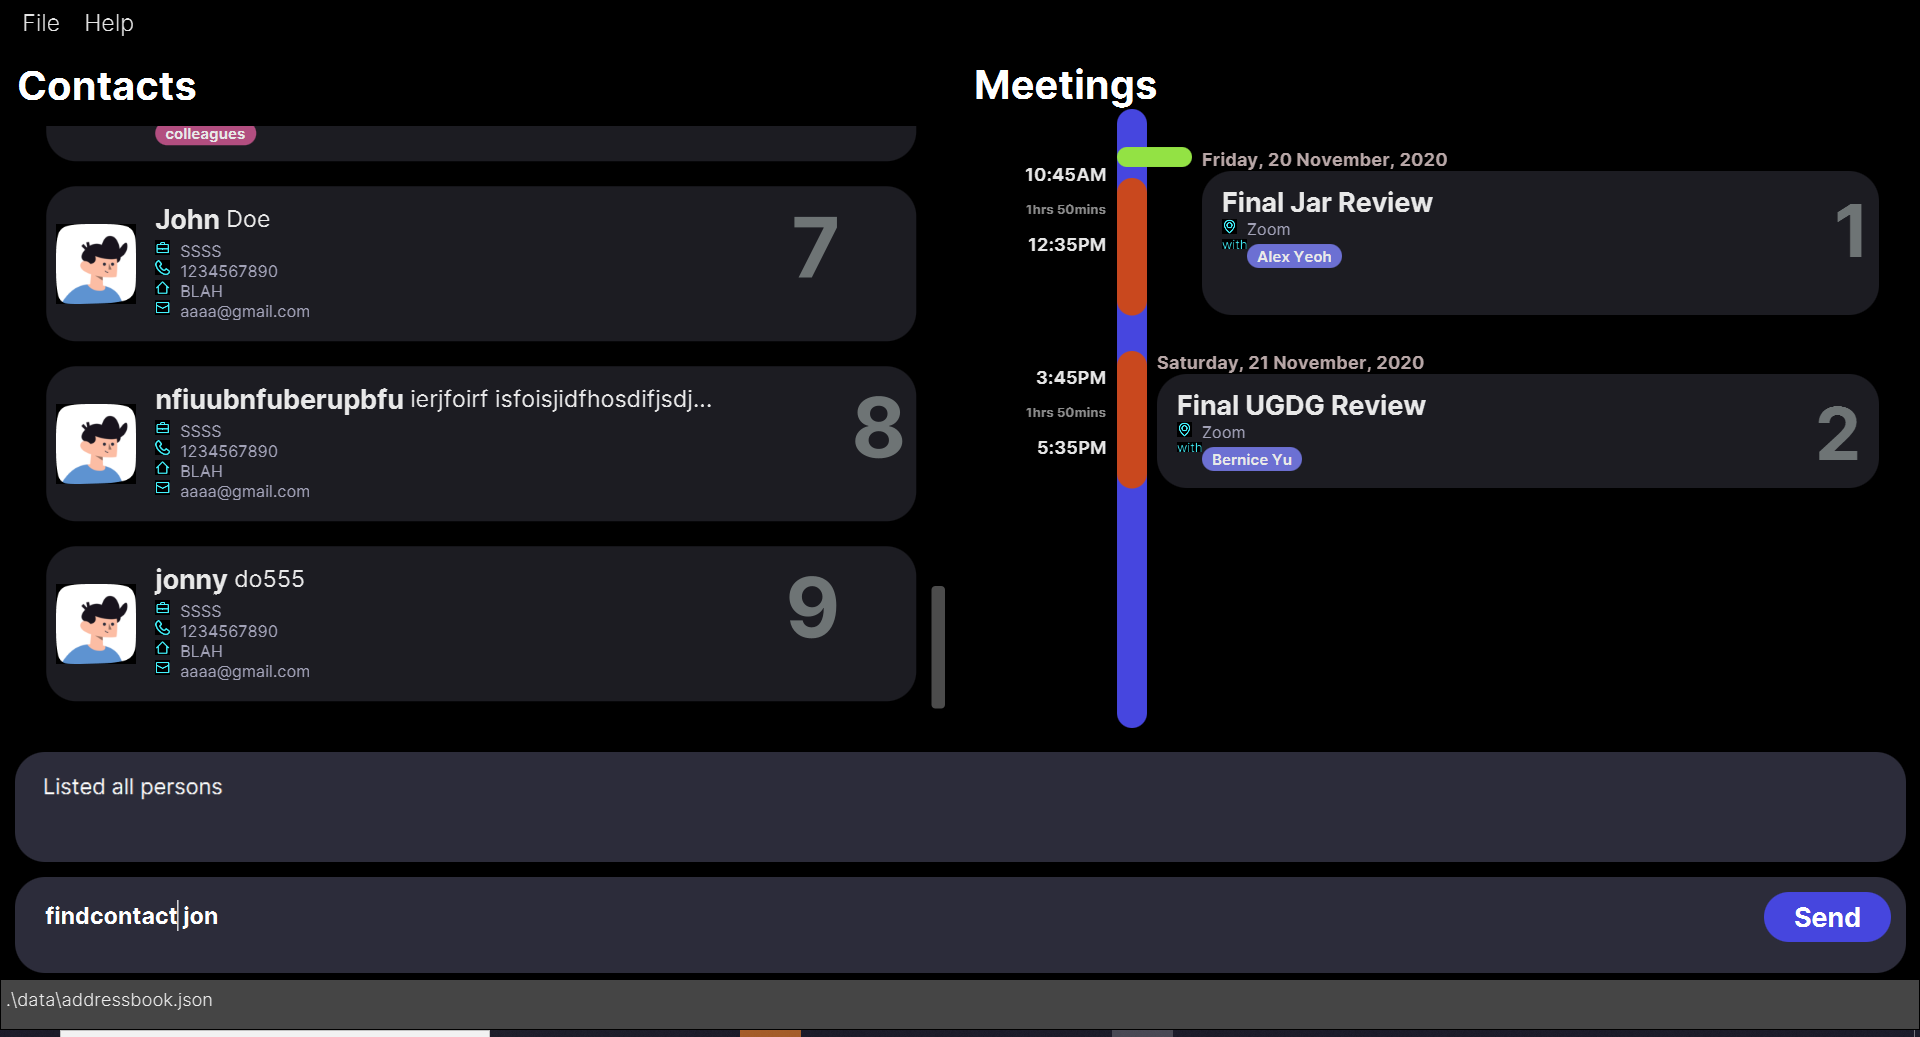 File Help
Contacts
colleagues
John Doe
7
SSSS
1234567890
BLAH
aaaa@gmail.com
nfiuubnfuberupbfu ierjfoirf isfoisjidfhosdifjsdj...
8
SSSS
1234567890
BLAH
aaaa@gmail.com
jonny do555
9
SSSS
1234567890
BLAH
aaaa@gmail.com
Meetings
Friday, 20 November, 2020
10:45AM
1hrs 50mins
12:35PM
Final Jar Review
1
Zoom
with Alex Yeoh
Saturday, 21 November, 2020
3:45PM
1hrs 50mins
5:35PM
Final UGDG Review
2
Zoom
with Bernice Yu
Listed all persons
findcontact jon
Send
.\data\addressbook.json